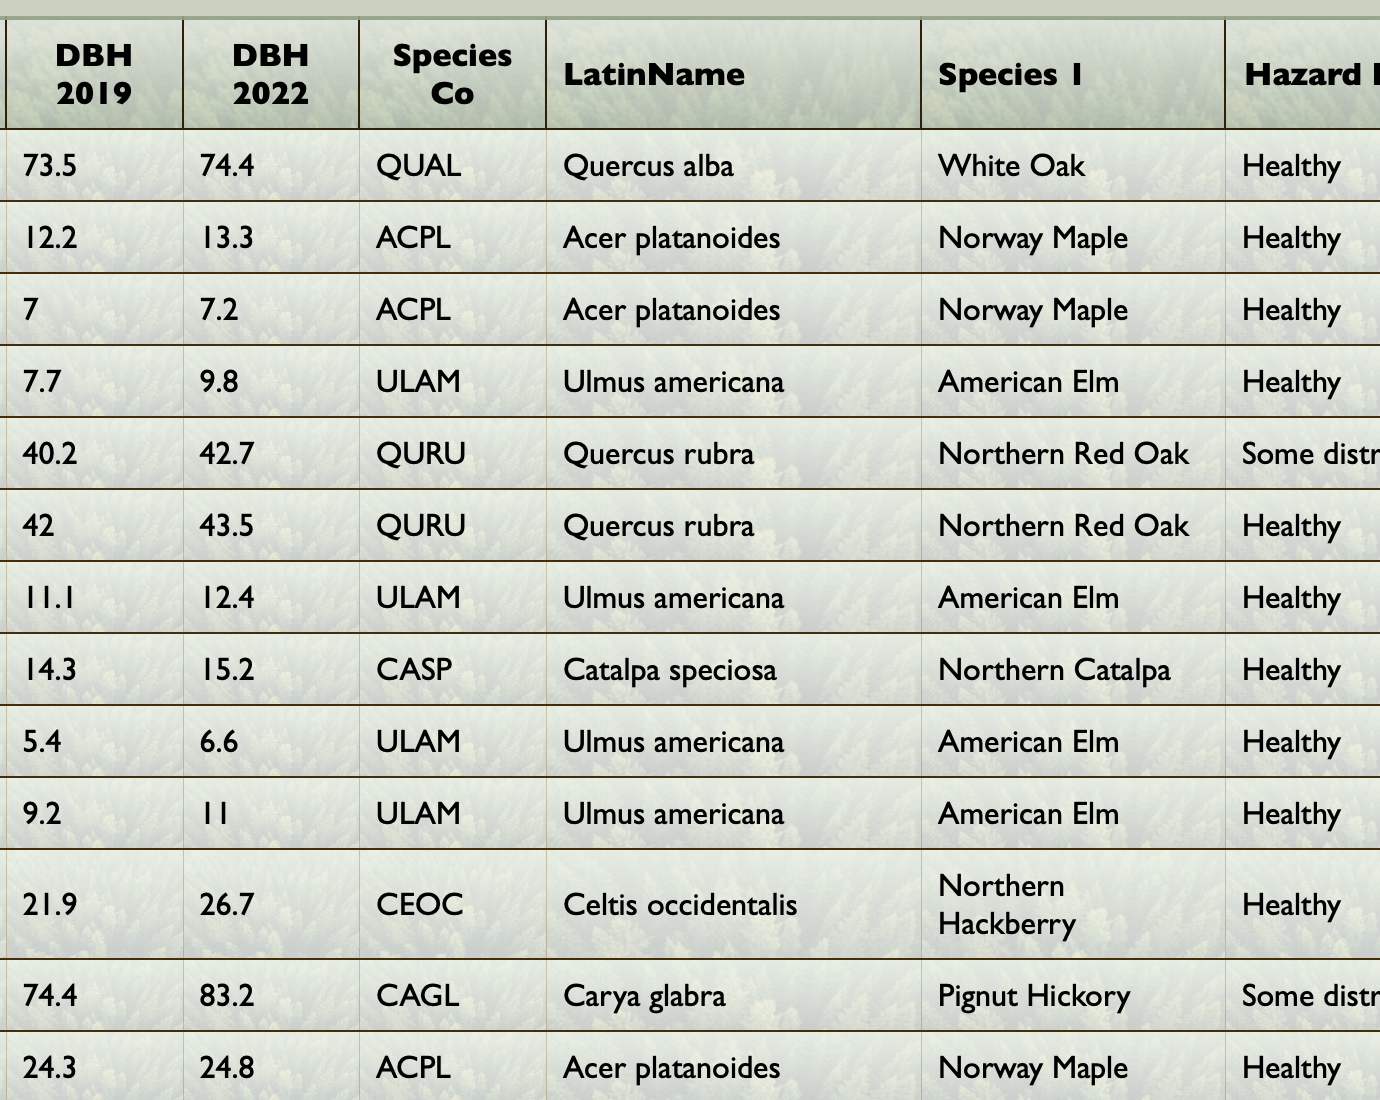 DBH 2019 DBH 2022 Species Co LatinName Species 1 Hazard
73.5 74.4 QUAL Quercus alba White Oak Healthy
12.2 13.3 ACPL Acer platanoides Norway Maple Healthy
7 7.2 ACPL Acer platanoides Norway Maple Healthy
7.7 9.8 ULAM Ulmus americana American Elm Healthy
40.2 42.7 QURU Quercus rubra Northern Red Oak Some distr
42 43.5 QURU Quercus rubra Northern Red Oak Healthy
11.1 12.4 ULAM Ulmus americana American Elm Healthy
14.3 15.2 CASP Catalpa speciosa Northern Catalpa Healthy
5.4 6.6 ULAM Ulmus americana American Elm Healthy
9.2 11 ULAM Ulmus americana American Elm Healthy
21.9 26.7 CEOC Celtis occidentalis Northern Hackberry Healthy
74.4 83.2 CAGL Carya glabra Pignut Hickory Some distr
24.3 24.8 ACPL Acer platanoides Norway Maple Healthy